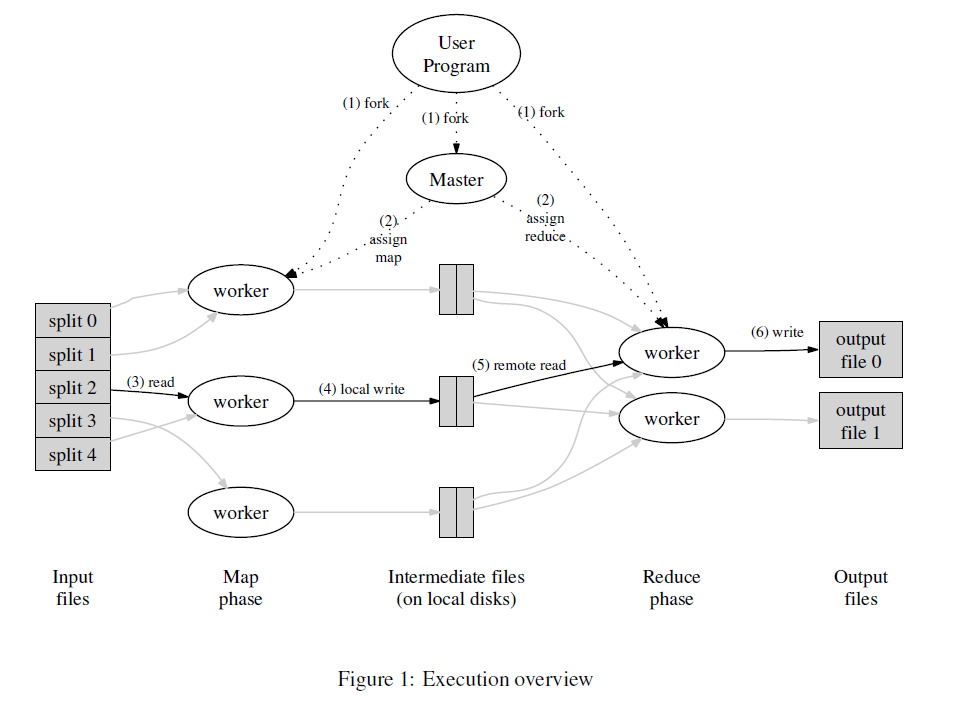 User
Program
(1) fork
(1) fork
(1) fork
Master
(2)
assign
map
(2)
assign
reduce
worker
split 0
split 1
split 2
split 3
split 4
(3) read
worker
(4) local write
(5) remote read
worker
(6) write
output
file 0
worker
output
file 1
worker
Input
files
Map
phase
Intermediate files
(on local disks)
Reduce
phase
Output
files
Figure 1: Execution overview